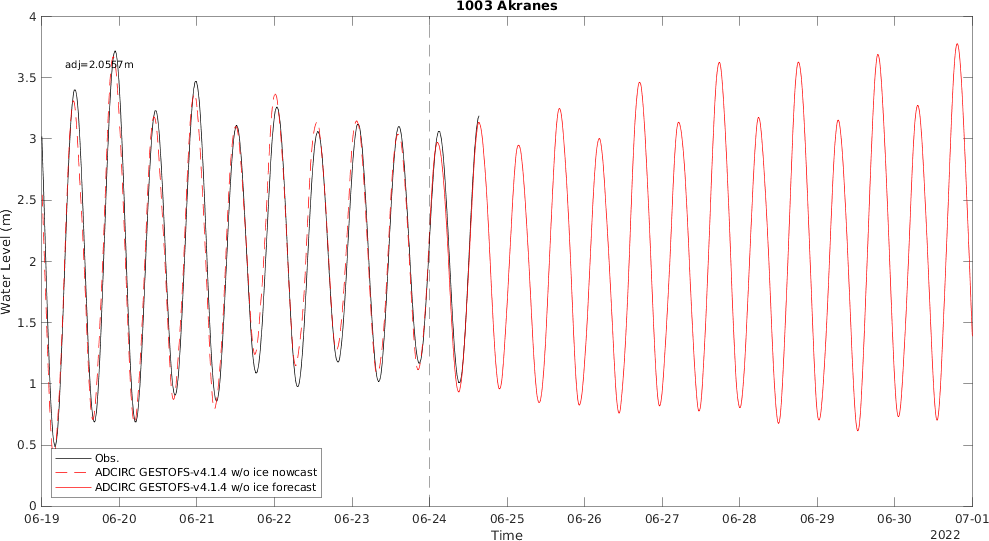 1003 Akranes
4
3.5
3
2.5
2
1.5
1
0.5
0
Water Level (m)
adj=2.0557m
Obs.
ADCIRC GESTOFS-v4.1.4 w/o ice nowcast
ADCIRC GESTOFS-v4.1.4 w/o ice forecast
06-19 06-20 06-21 06-22 06-23 06-24 06-25 06-26 06-27 06-28 06-29 06-30 07-01
Time
2022